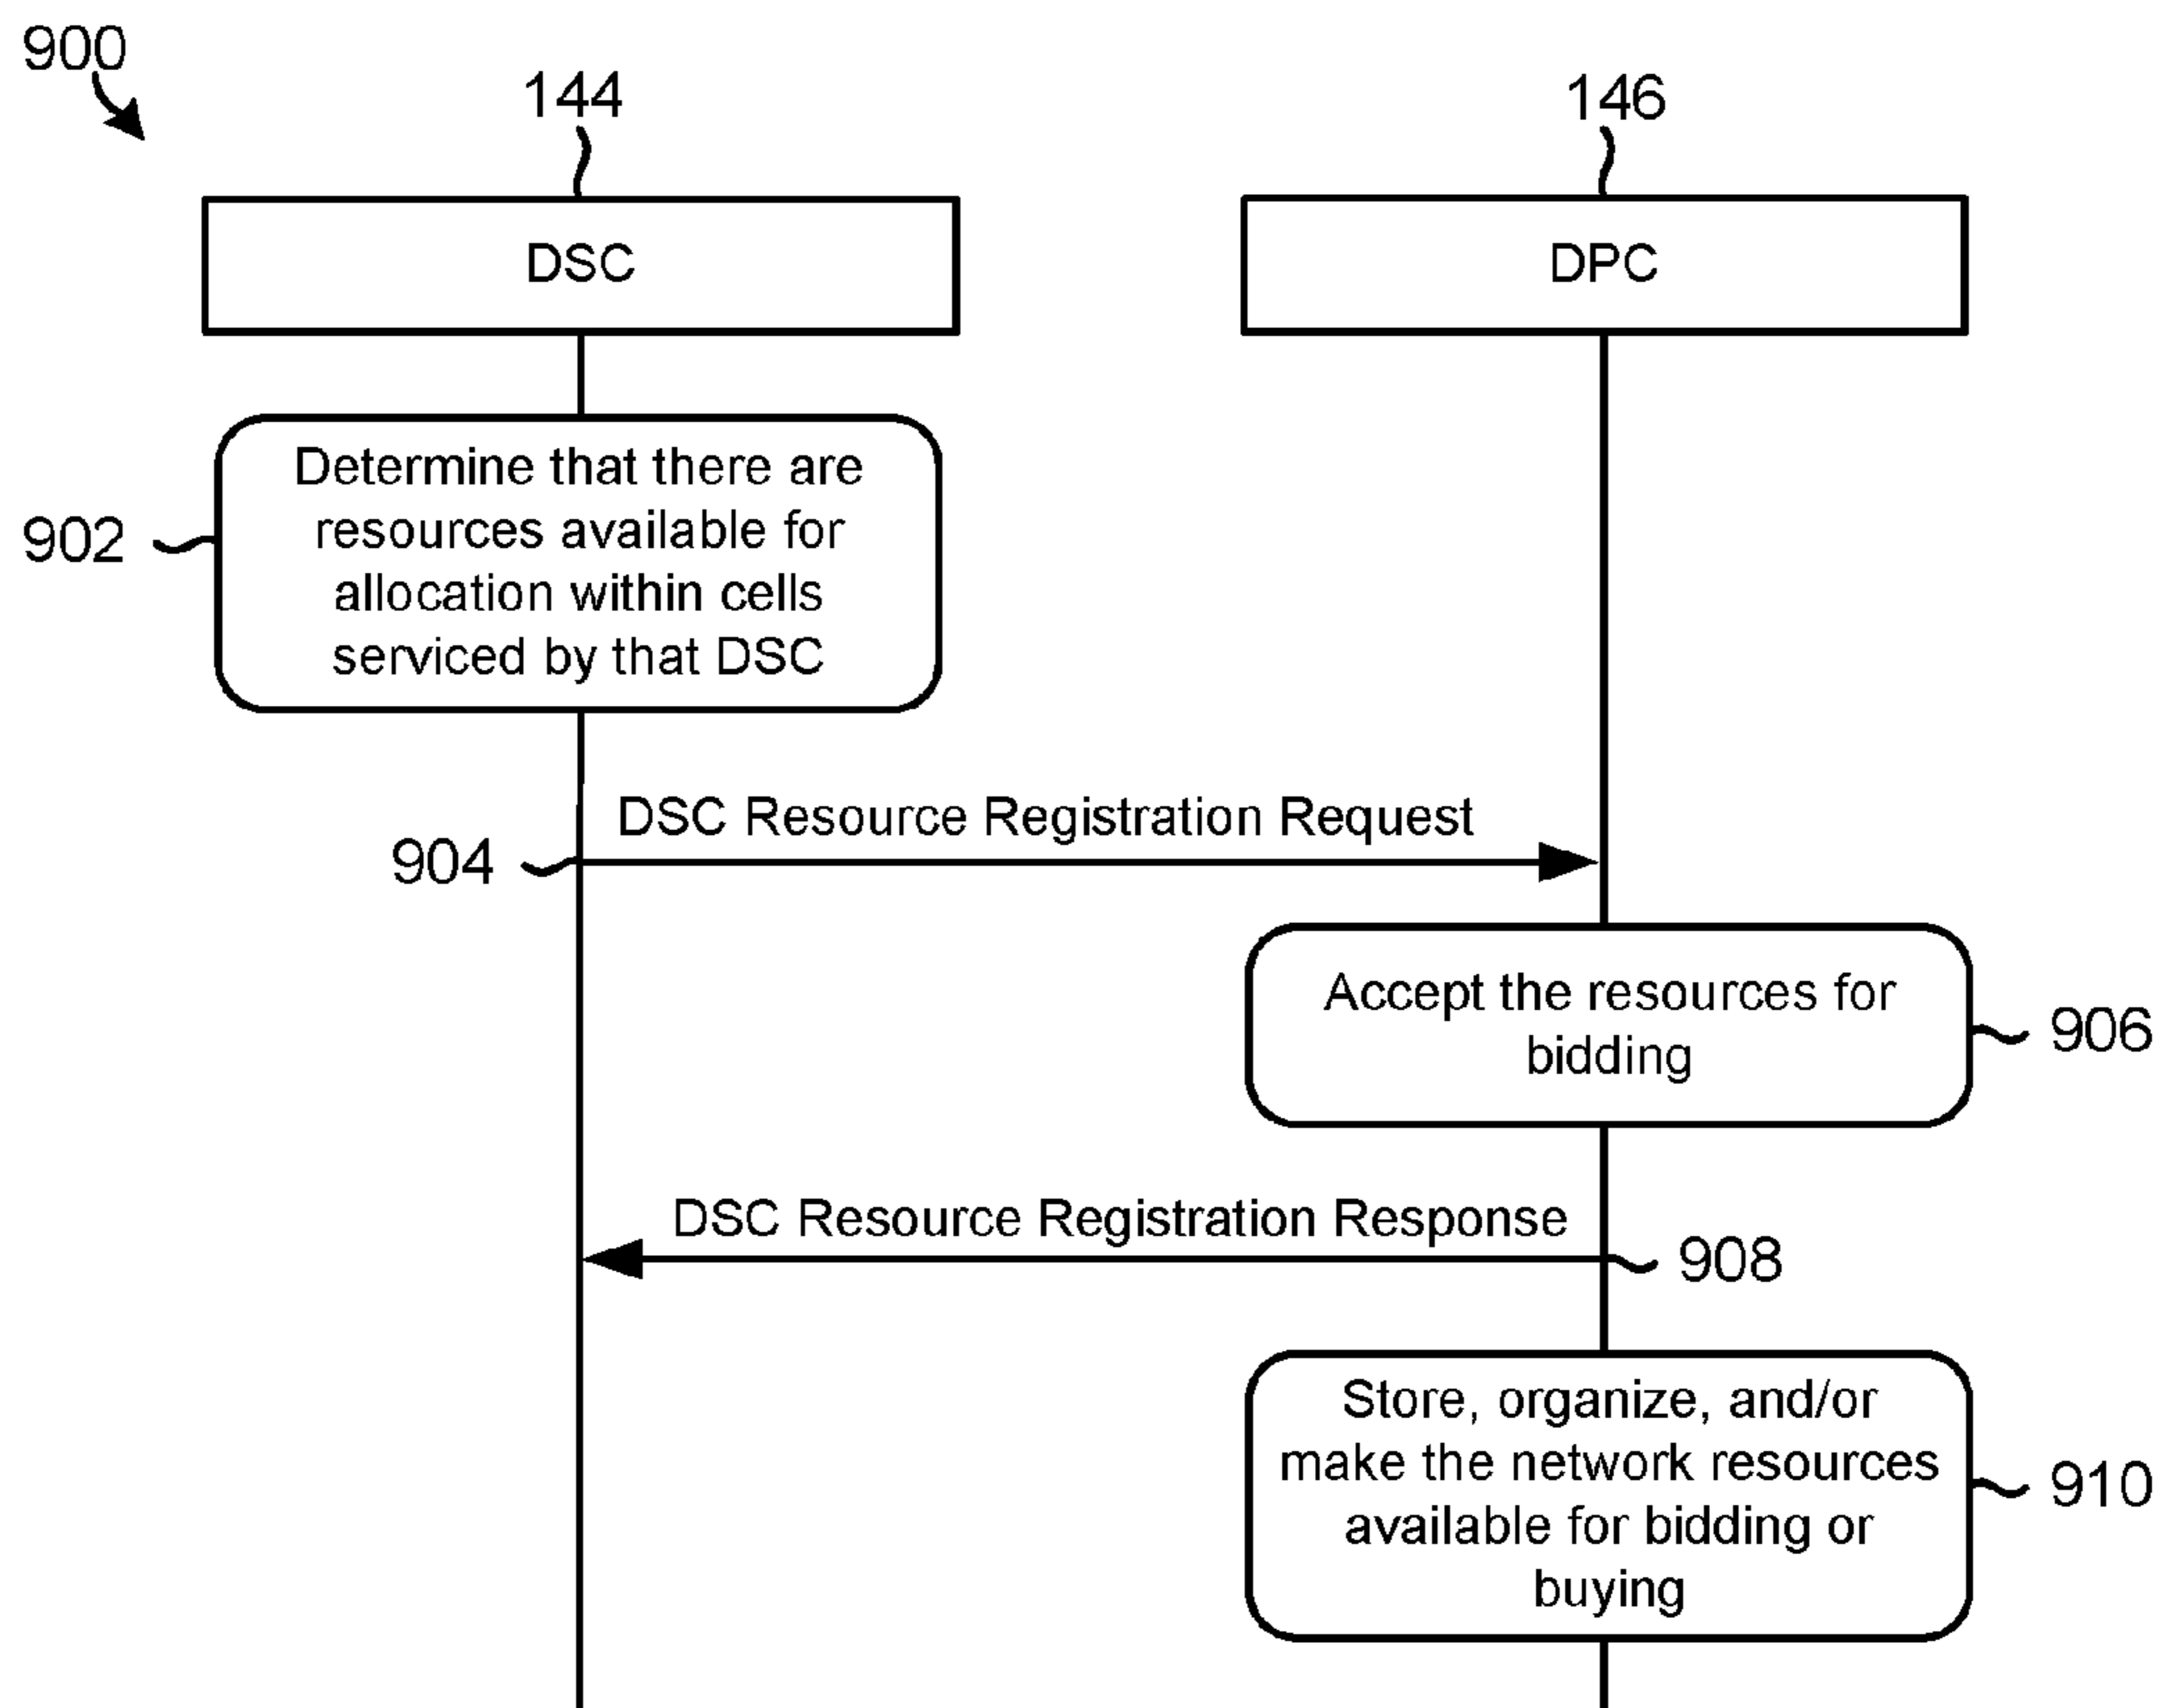 900
144
146
DSC
DPC
902
Determine that there are
resources available for
allocation within cells
serviced by that DSC
DSC Resource Registration Request
904
Accept the resources for
bidding
906
DSC Resource Registration Response
908
Store, organize, and/or
make the network resources
available for bidding or
buying
910